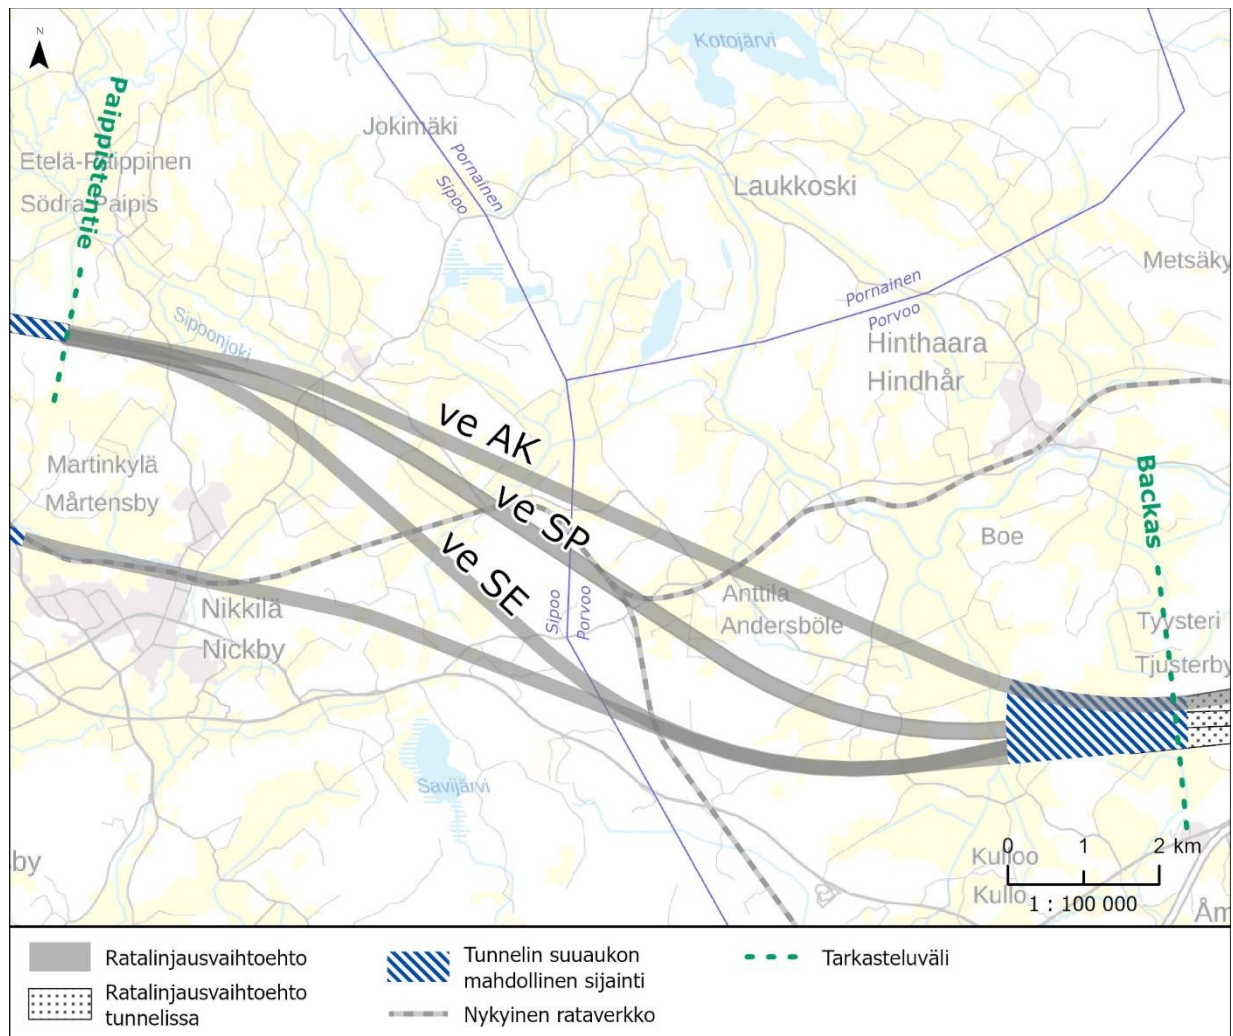 N
Kotojärvi
Paippistentie
Jokimäki
Pornainen
Sipoo
Etelä-Paippinen
Södra Paipis
Laukkoski
Metsäky
Pornainen
Porvoo
Sipoonjoki
Hinthaara
Hindhår
ve AK
Martinkylä
Mårtensby
Backas
ve SP
Boe
ve SE
Anttila
Andersböle
Nikkilä
Nickby
Sipoo
Porvoo
Tyysteri
Tjusterby
Savijärvi
sby
Kulloo
Kullo
0 1 2 km
1 : 100 000
Åm
Ratalinjausvaihtoehto
Ratalinjausvaihtoehto
tunnelissa
Tunnelin suuaukon
mahdollinen sijainti
Nykyinen rataverkko
Tarkasteluväli